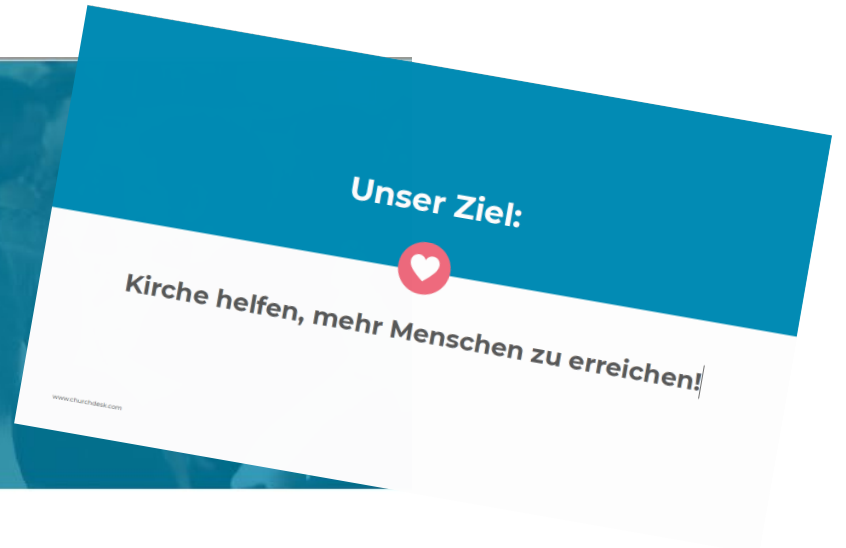 Unser Ziel:
Kirche helfen, mehr Menschen zu erreichen!
www.churchdesk.com